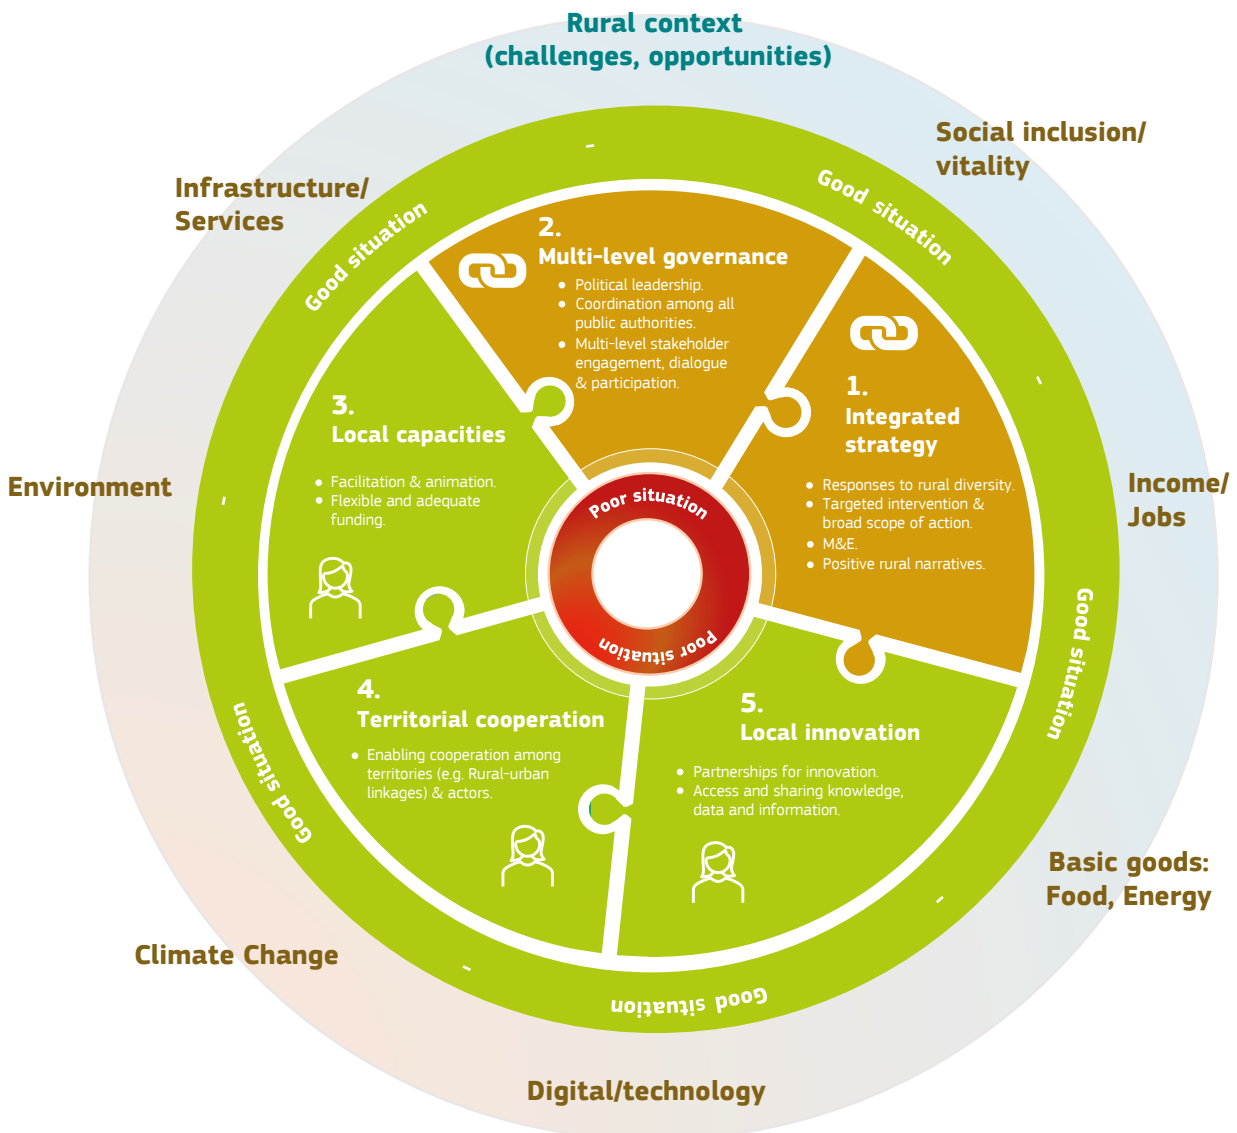 Rural context
(challenges, opportunities)
Social inclusion/
vitality
Infrastructure/
Services
Good situation
Good situation
2.
Multi-level governance
• Political leadership.
• Coordination among all
public authorities.
• Multi-level stakeholder
engagement, dialogue
& participation.
1.
Integrated
strategy
• Responses to rural diversity.
• Targeted intervention &
broad scope of action.
• M&E.
• Positive rural narratives.
3.
Local capacities
• Facilitation & animation.
• Flexible and adequate
funding.
Environment
Income/
Jobs
Poor situation
Poor situation
Good situation
Good situation
4.
Territorial cooperation
• Enabling cooperation among
territories (e.g. Rural-urban
linkages) & actors.
5.
Local innovation
• Partnerships for innovation.
• Access and sharing knowledge,
data and information.
Basic goods:
Food, Energy
Climate Change
Good situation
Digital/technology